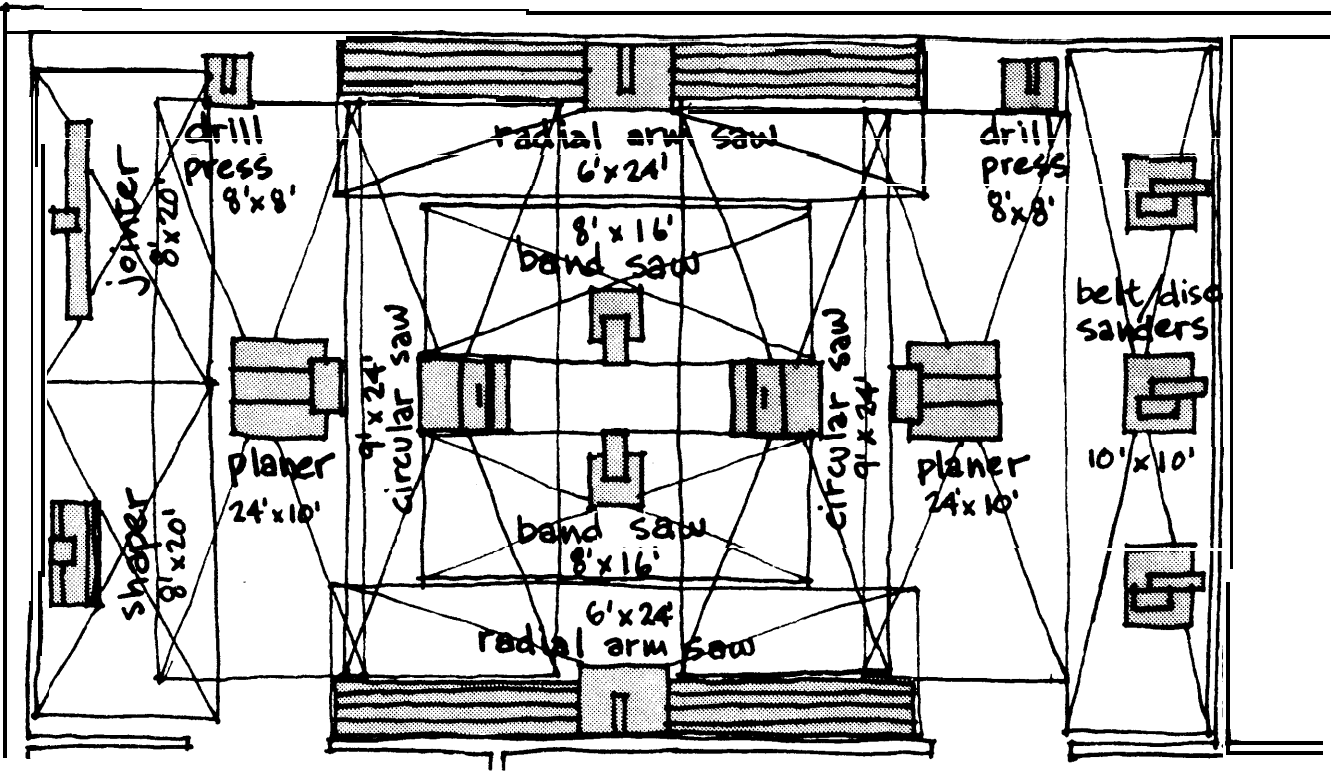 drill
press
8'x8'
radial arm saw
6'x24'
drill
press
8'x8'
jointer
8'x20'
8'x16'
band saw
belt disc
sanders
circular saw
9'x24'
circular saw
9'x24'
planer
24'x10'
planer
24'x10'
10'x10'
shaper
8'x20'
band saw
8'x16'
6'x24'
radial arm saw